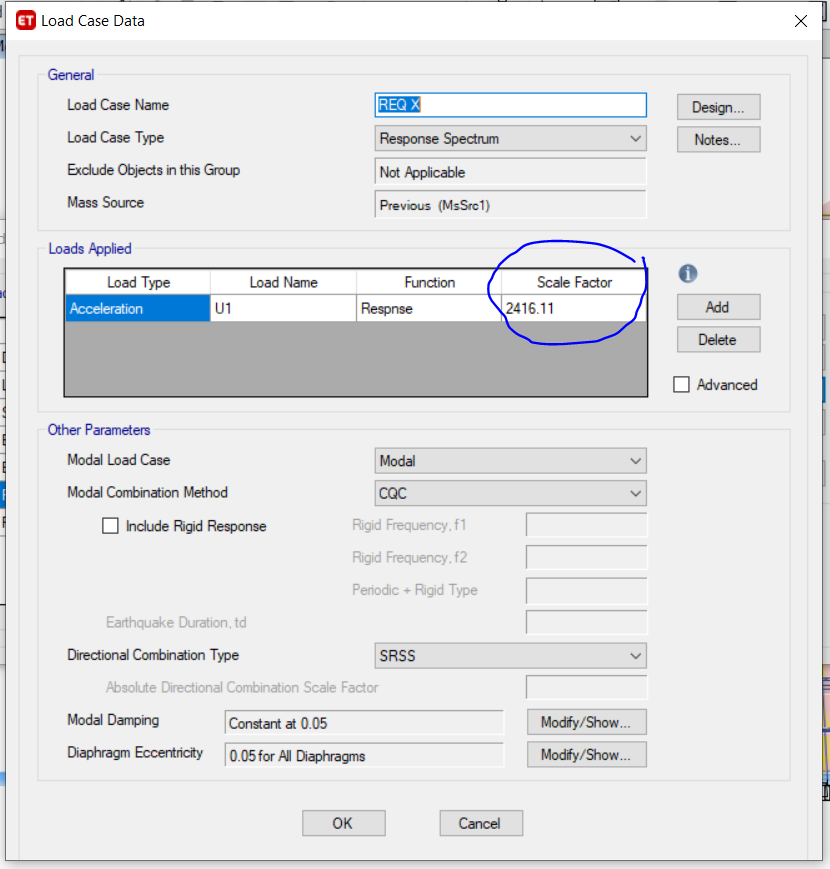 ET Load Case Data
General
Load Case Name REQ X Design...
Load Case Type Response Spectrum Notes...
Exclude Objects in this Group Not Applicable
Mass Source Previous (MsSrc1)
Loads Applied
Load Type Load Name Function Scale Factor
Acceleration U1 Respnse 2416.11
Add
Delete
Advanced
Other Parameters
Modal Load Case Modal
Modal Combination Method CQC
Include Rigid Response Rigid Frequency, f1
Rigid Frequency, f2
Periodic + Rigid Type
Earthquake Duration, td
Directional Combination Type SRSS
Absolute Directional Combination Scale Factor
Modal Damping Constant at 0.05 Modify/Show...
Diaphragm Eccentricity 0.05 for All Diaphragms Modify/Show...
OK Cancel